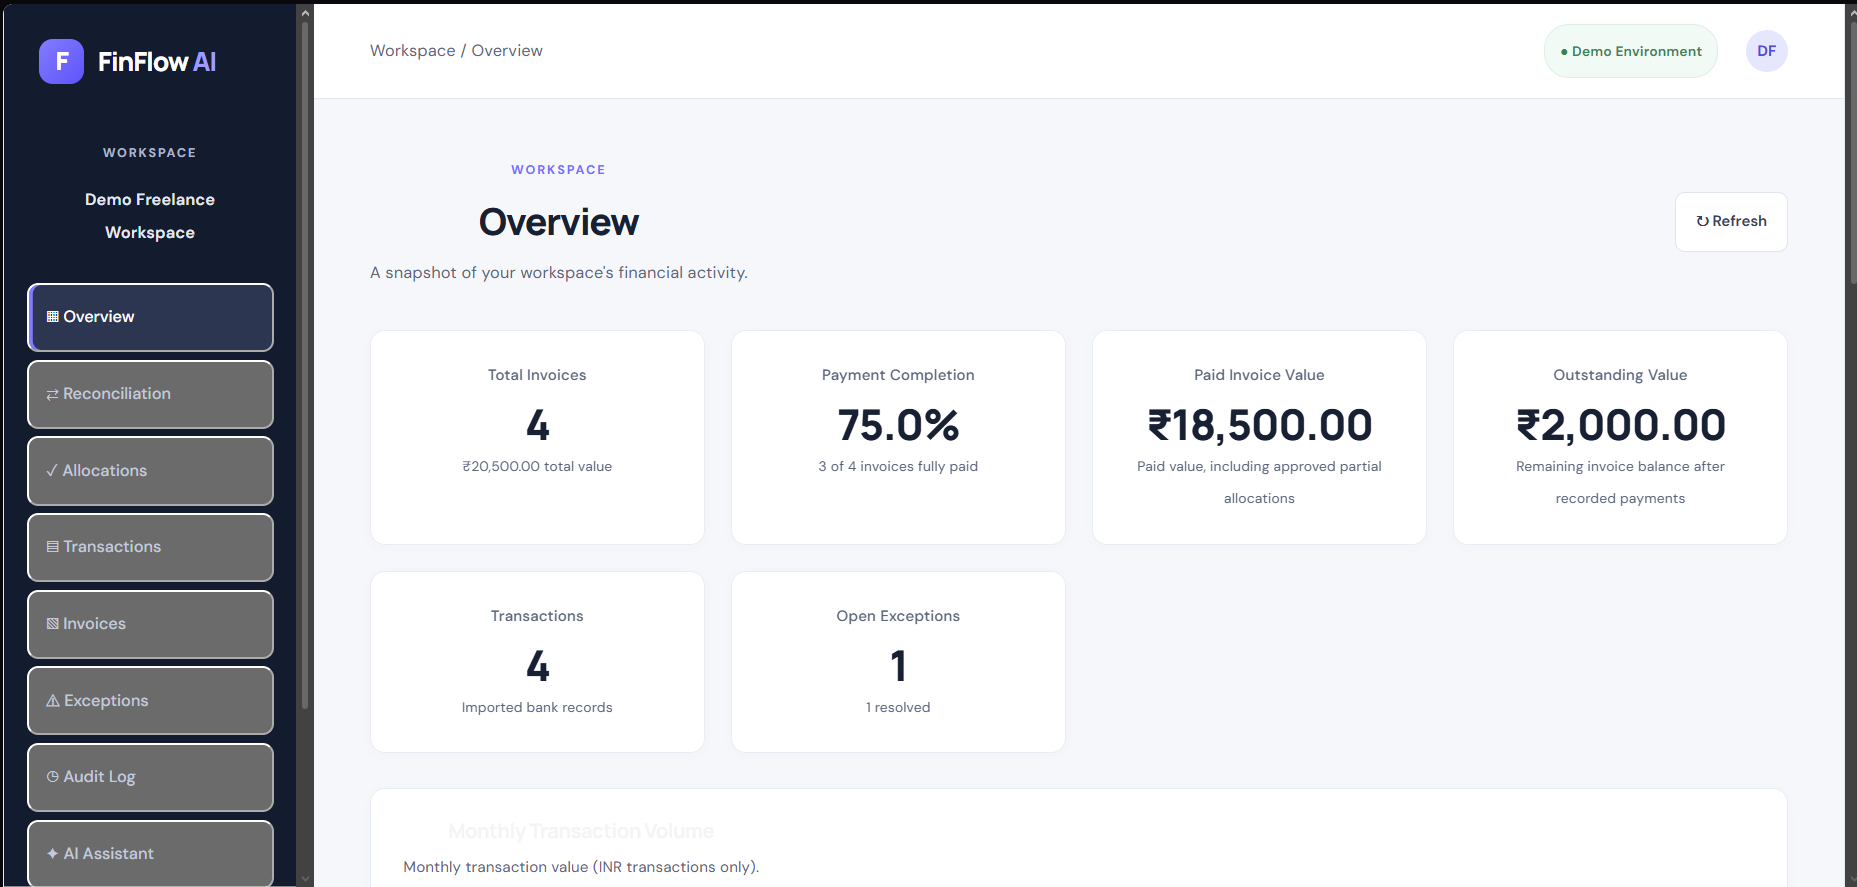 F FinFlow AI
WORKSPACE
Demo Freelance
Workspace
Overview
Reconciliation
Allocations
Transactions
Invoices
Exceptions
Audit Log
AI Assistant
Workspace / Overview
● Demo Environment
DF
WORKSPACE
Overview
A snapshot of your workspace's financial activity.
↻ Refresh
Total Invoices
4
₹20,500.00 total value
Payment Completion
75.0%
3 of 4 invoices fully paid
Paid Invoice Value
₹18,500.00
Paid value, including approved partial
allocations
Outstanding Value
₹2,000.00
Remaining invoice balance after
recorded payments
Transactions
4
Imported bank records
Open Exceptions
1
1 resolved
Monthly Transaction Volume
Monthly transaction value (INR transactions only).